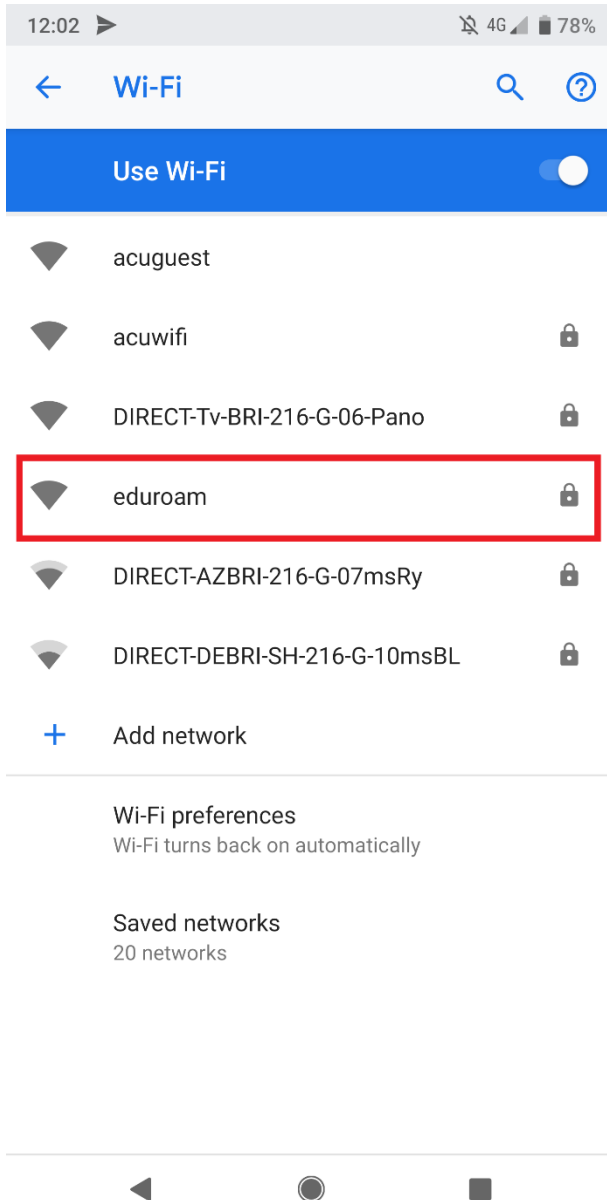 12:02 4G 78%
Wi-Fi
Use Wi-Fi
acuguest
acuwifi
DIRECT-Tv-BRI-216-G-06-Pano
eduroam
DIRECT-AZBRI-216-G-07msRy
DIRECT-DEBRI-SH-216-G-10msBL
Add network
Wi-Fi preferences
Wi-Fi turns back on automatically
Saved networks
20 networks